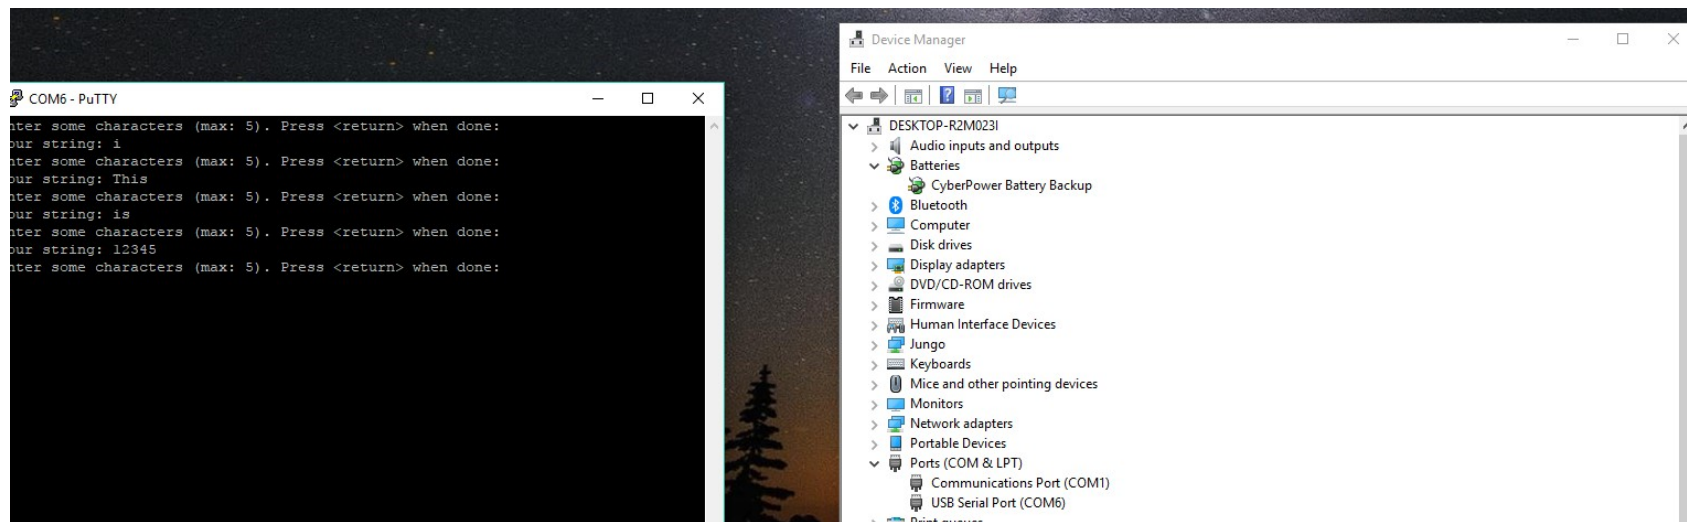 COM6 - PuTTY
nter some characters (max: 5). Press <return> when done:
our string: i
nter some characters (max: 5). Press <return> when done:
our string: This
nter some characters (max: 5). Press <return> when done:
our string: is
nter some characters (max: 5). Press <return> when done:
our string: 12345
nter some characters (max: 5). Press <return> when done:
Device Manager
File Action View Help
DESKTOP-R2M023I
Audio inputs and outputs
Batteries
CyberPower Battery Backup
Bluetooth
Computer
Disk drives
Display adapters
DVD/CD-ROM drives
Firmware
Human Interface Devices
Jungo
Keyboards
Mice and other pointing devices
Monitors
Network adapters
Portable Devices
Ports (COM & LPT)
Communications Port (COM1)
USB Serial Port (COM6)
Print queues